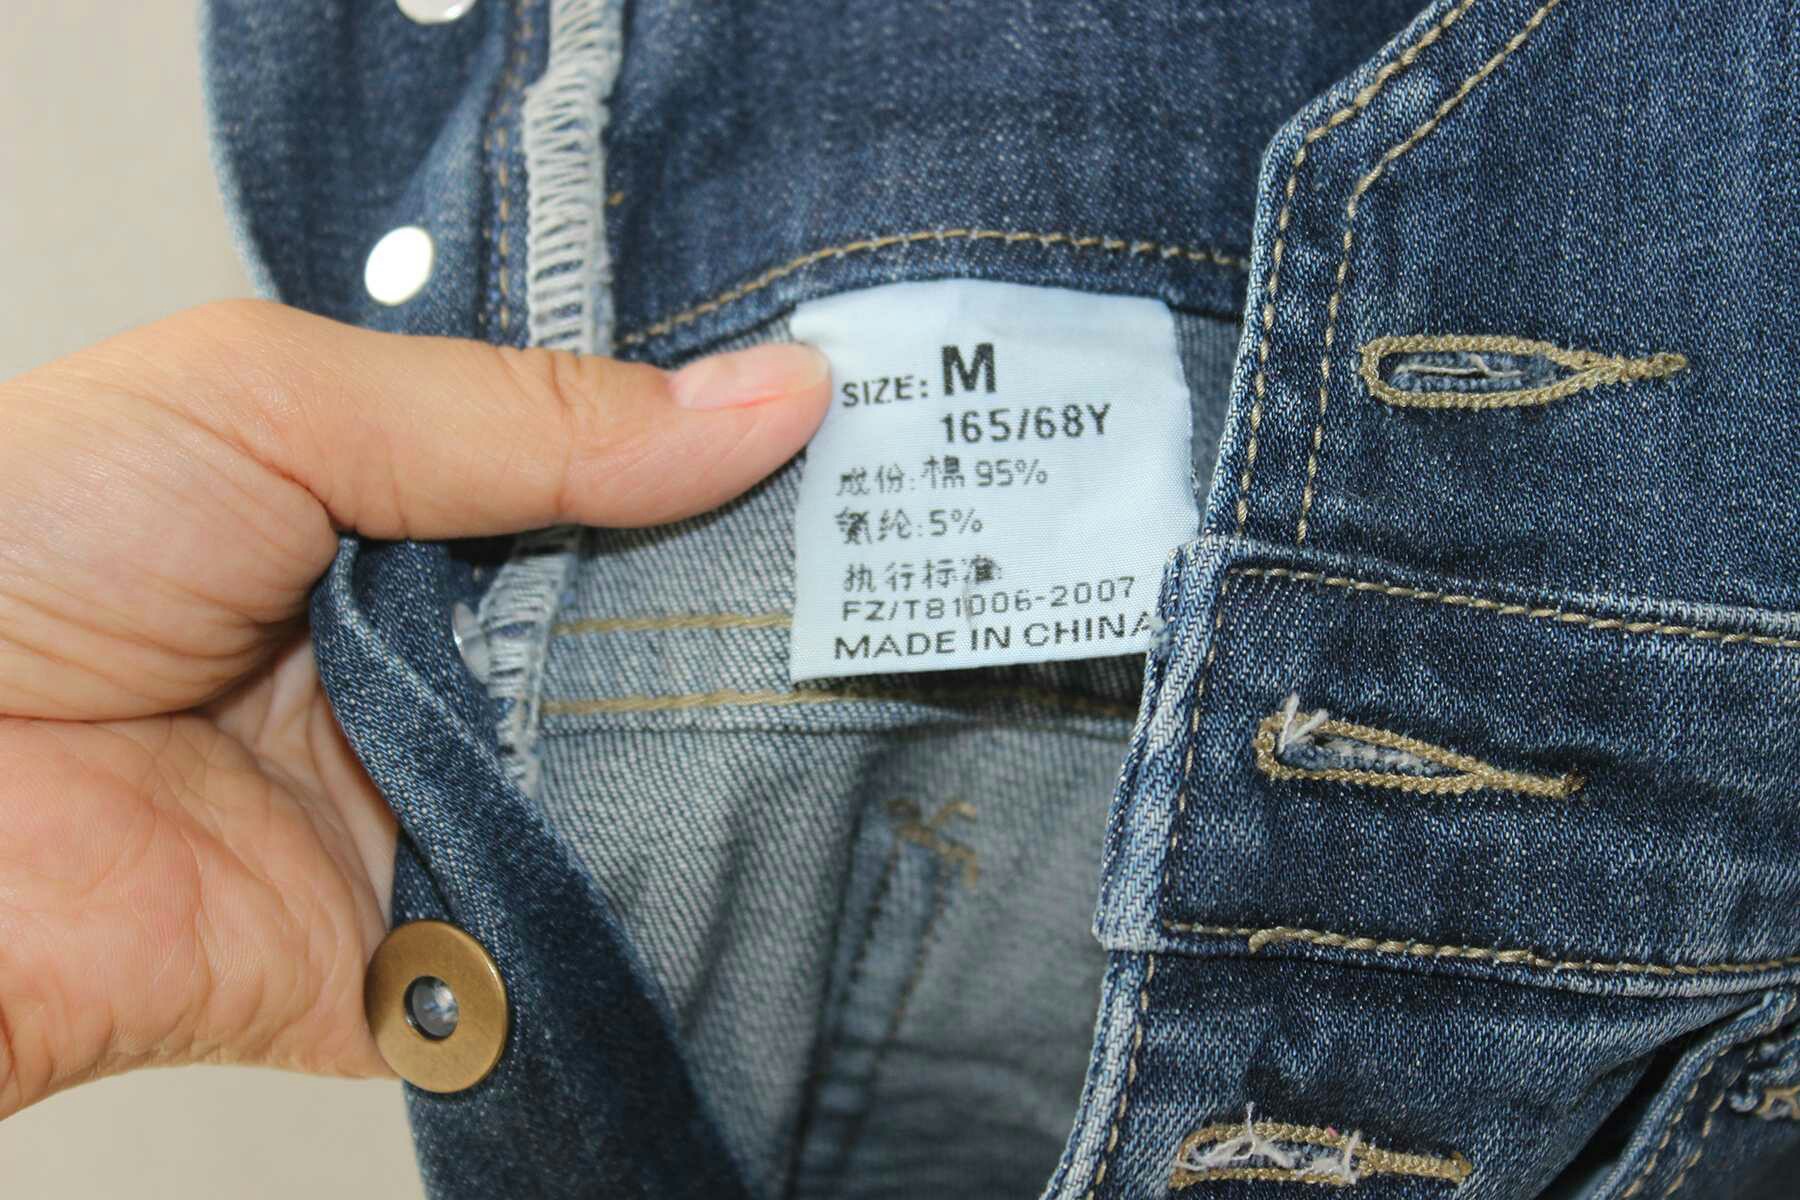 SIZE: M
165/68Y
成份:棉 95%
氨纶:5%
执行标准:
FZ/T81006-2007
MADE IN CHINA